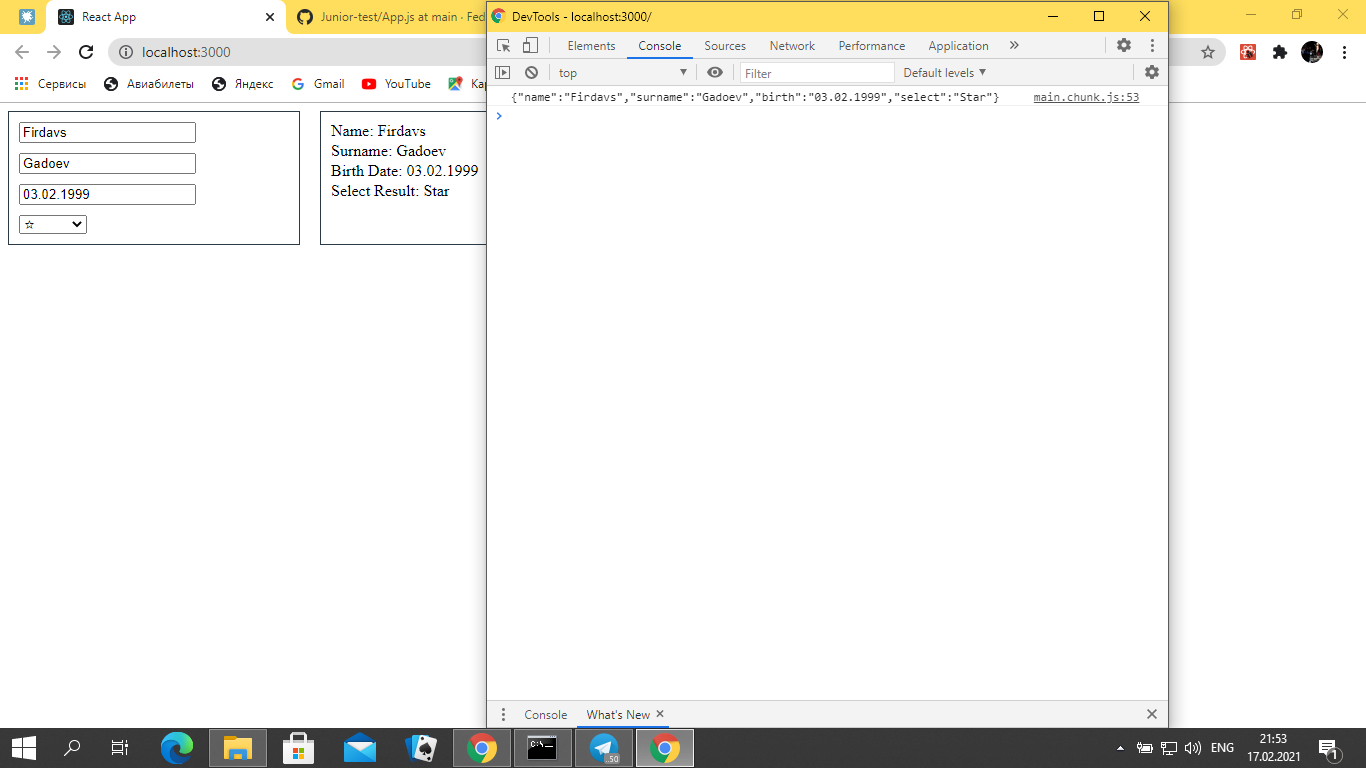 React App
Junior-test/App.js at main · Fed
DevTools - localhost:3000/
localhost:3000
Elements Console Sources Network Performance Application
top Filter Default levels
Сервисы Авиабилеты Яндекс Gmail YouTube Кар
{"name":"Firdavs","surname":"Gadoev","birth":"03.02.1999","select":"Star"} main.chunk.js:53
Firdavs
Gadoev
03.02.1999
☆
Name: Firdavs
Surname: Gadoev
Birth Date: 03.02.1999
Select Result: Star
Console What's New
.50
ENG
21:53
17.02.2021
1